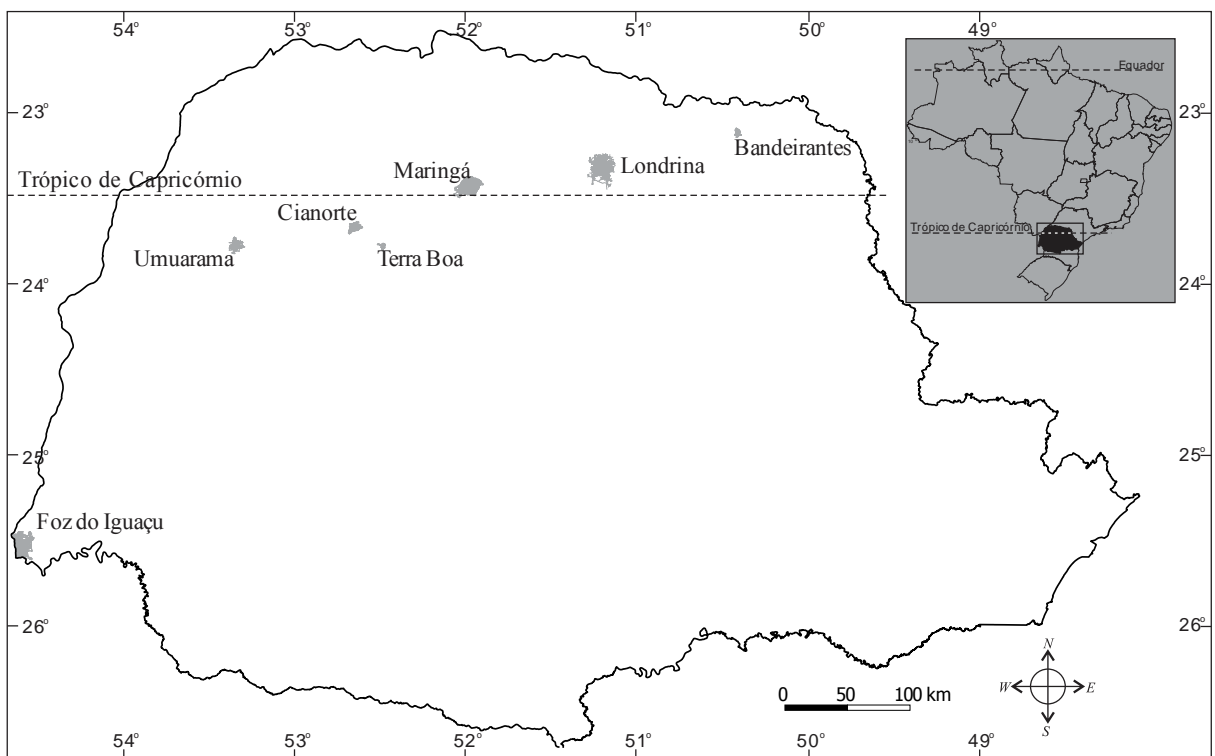 54° 53° 52° 51° 50° 49°
Equador
23° 23°
Bandeirantes
Maringá Londrina
Trópico de Capricórnio
Cianorte
Trópico de Capricórnio
Umuarama Terra Boa
24° 24°
25° 25°
Foz do Iguaçu
26° 26°
N
W E
S
0 50 100 km
54° 53° 52° 51° 50° 49°